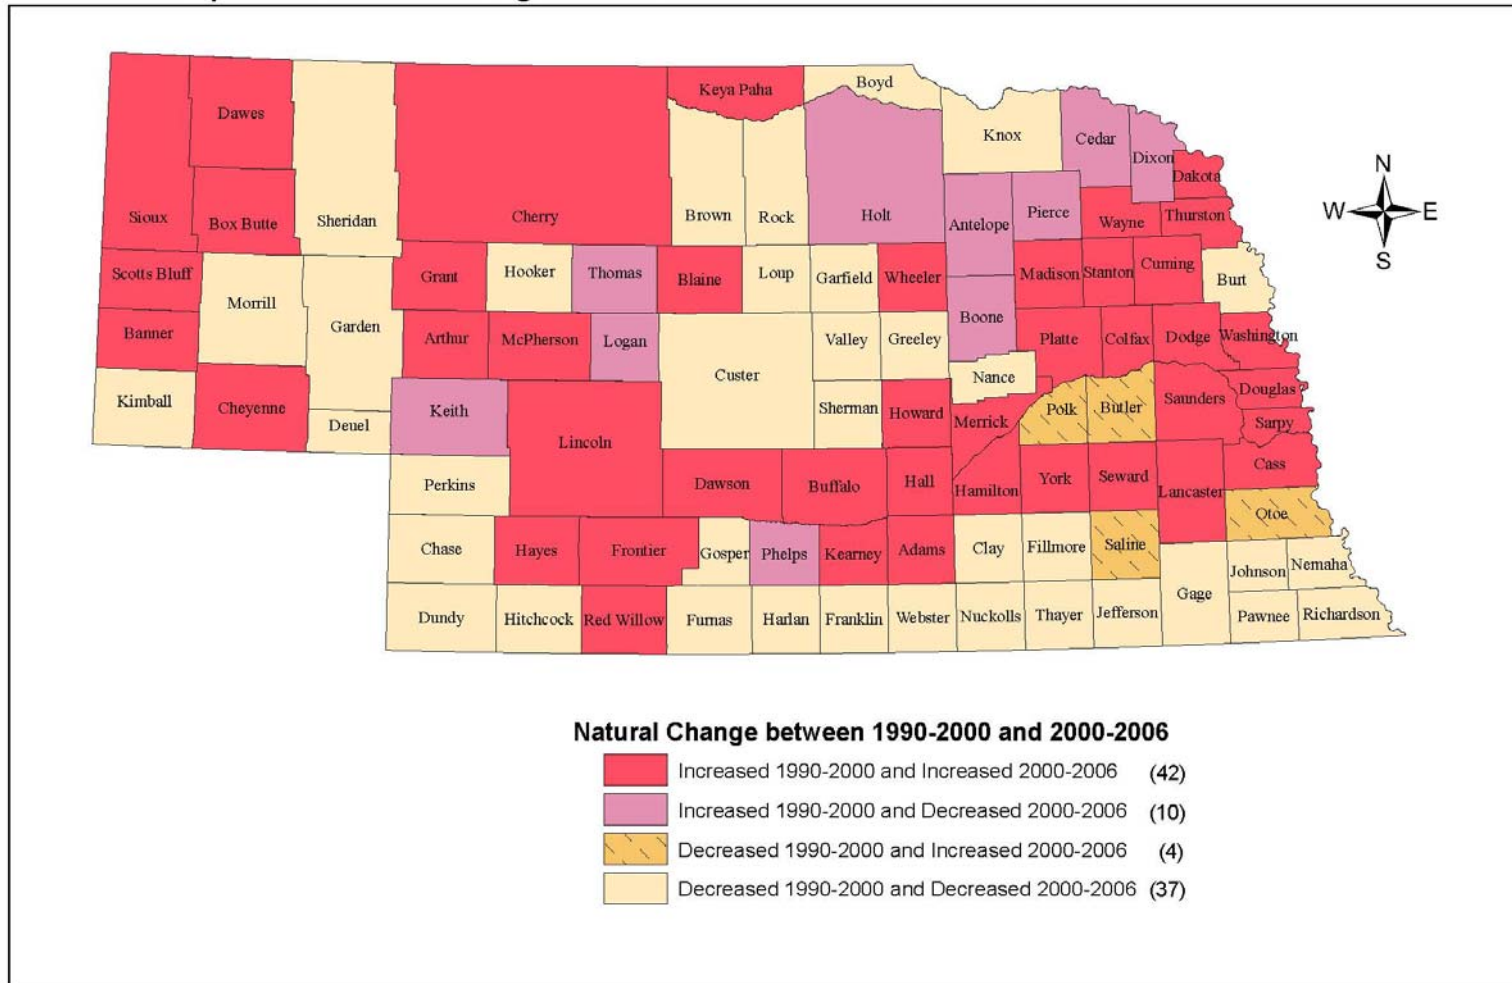 Keya Paha
Boyd
Dawes
Knox
Cedar
Dixon
Dakota
Sioux
Box Butte
Sheridan
Cherry
Brown
Rock
Holt
Antelope
Pierce
Wayne
Thurston
N
W
E
S
Scotts Bluff
Morrill
Garden
Grant
Hooker
Thomas
Blaine
Loup
Garfield
Wheeler
Madison
Stanton
Cuming
Burt
Banner
Arthur
McPherson
Logan
Custer
Valley
Greeley
Boone
Platte
Colfax
Dodge
Washington
Kimball
Cheyenne
Deuel
Keith
Lincoln
Sherman
Howard
Nance
Merrick
Polk
Butler
Saunders
Douglas
Sarpy
Perkins
Dawson
Buffalo
Hall
Hamilton
York
Seward
Lancaster
Cass
Otoe
Chase
Hayes
Frontier
Gosper
Phelps
Kearney
Adams
Clay
Fillmore
Saline
Gage
Johnson
Nemaha
Dundy
Hitchcock
Red Willow
Furnas
Harlan
Franklin
Webster
Nuckolls
Thayer
Jefferson
Pawnee
Richardson
Natural Change between 1990-2000 and 2000-2006
Increased 1990-2000 and Increased 2000-2006 (42)
Increased 1990-2000 and Decreased 2000-2006 (10)
Decreased 1990-2000 and Increased 2000-2006 (4)
Decreased 1990-2000 and Decreased 2000-2006 (37)